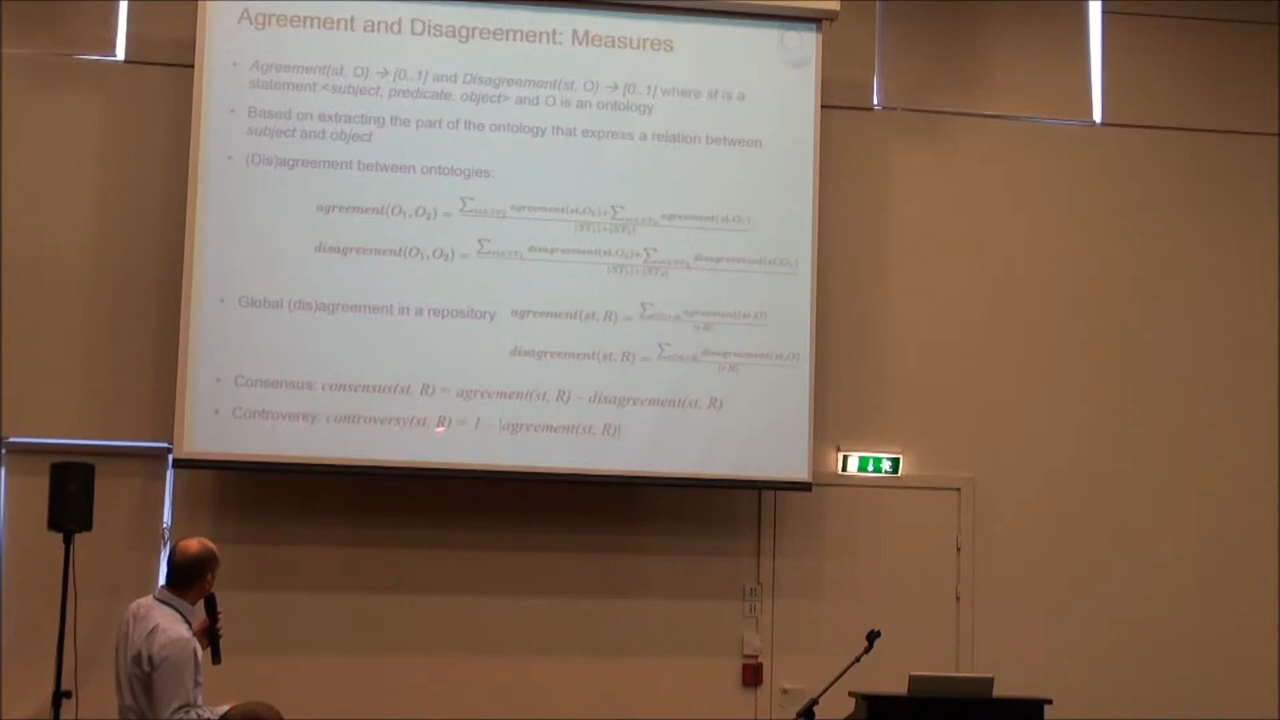 Agreement and Disagreement: Measures
• Agreement(st, O) → [0..1] and Disagreement(st, O) → [0..1] where st is a
statement <subject, predicate, object> and O is an ontology
• Based on extracting the part of the ontology that express a relation between
subject and object
• (Dis)agreement between ontologies:
agreement(O₁,O₂) =
disagreement(O₁,O₂) =
• Global (dis)agreement in a repository agreement(st, R) =
disagreement(st, R) =
• Consensus: consensus(st, R) = agreement(st, R) - disagreement(st, R)
• Controversy: controversy(st, R) = 1 - |agreement(st, R)|